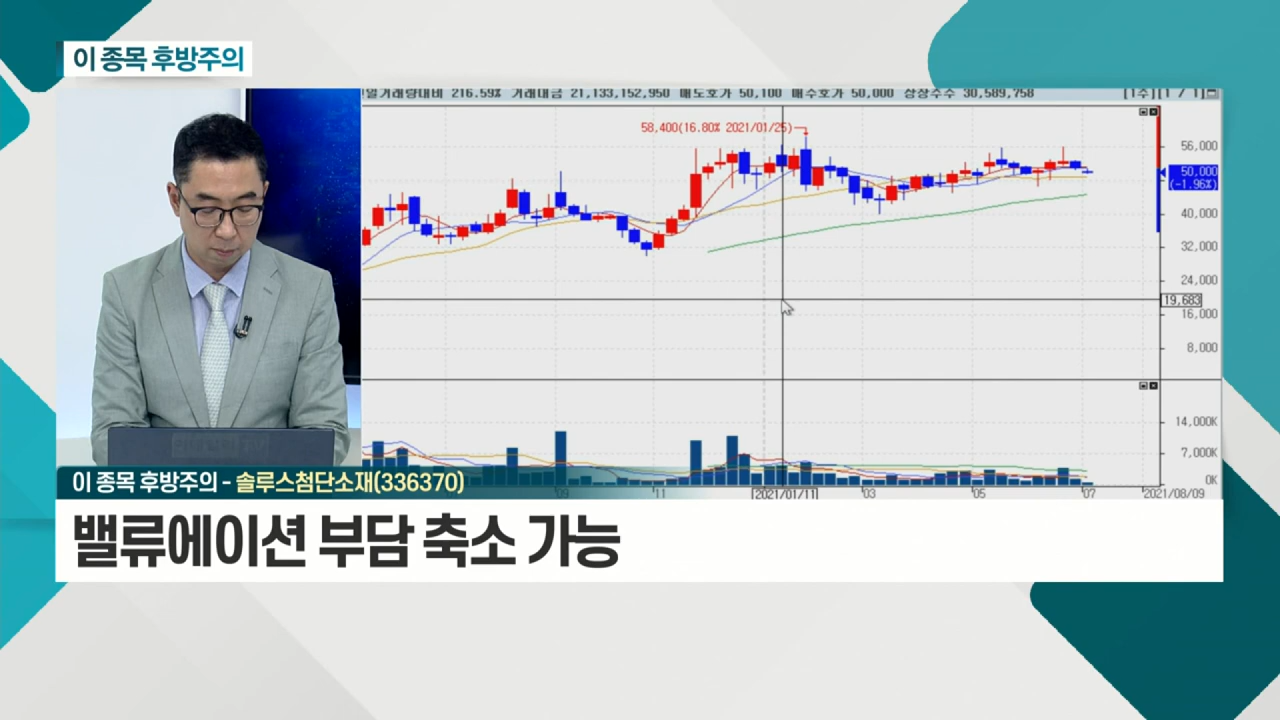 이 종목 후방주의
일거래량대비 216.59% 거래대금 21,133,152,950 매도호가 50,100 매수호가 50,000 상장주수 30,589,758 [1주][1 / 1]
58,400(16.80% 2021/01/25)
56,000
50,000
(-1.96%)
40,000
32,000
24,000
19,683
16,000
8,000
14,000K
7,000K
0K
09 11 [2021/01/11] 03 05 07 2021/08/09
이 종목 후방주의 - 솔루스첨단소재(336370)
밸류에이션 부담 축소 가능